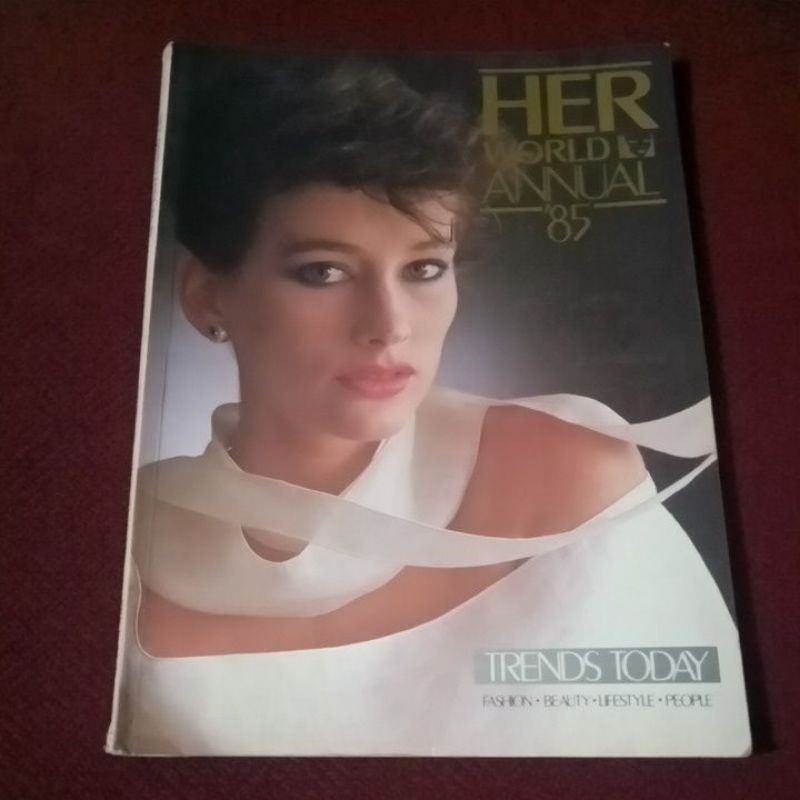 HER
WORLD
ANNUAL
'85
TRENDS TODAY
FASHION • BEAUTY • LIFESTYLE • PEOPLE